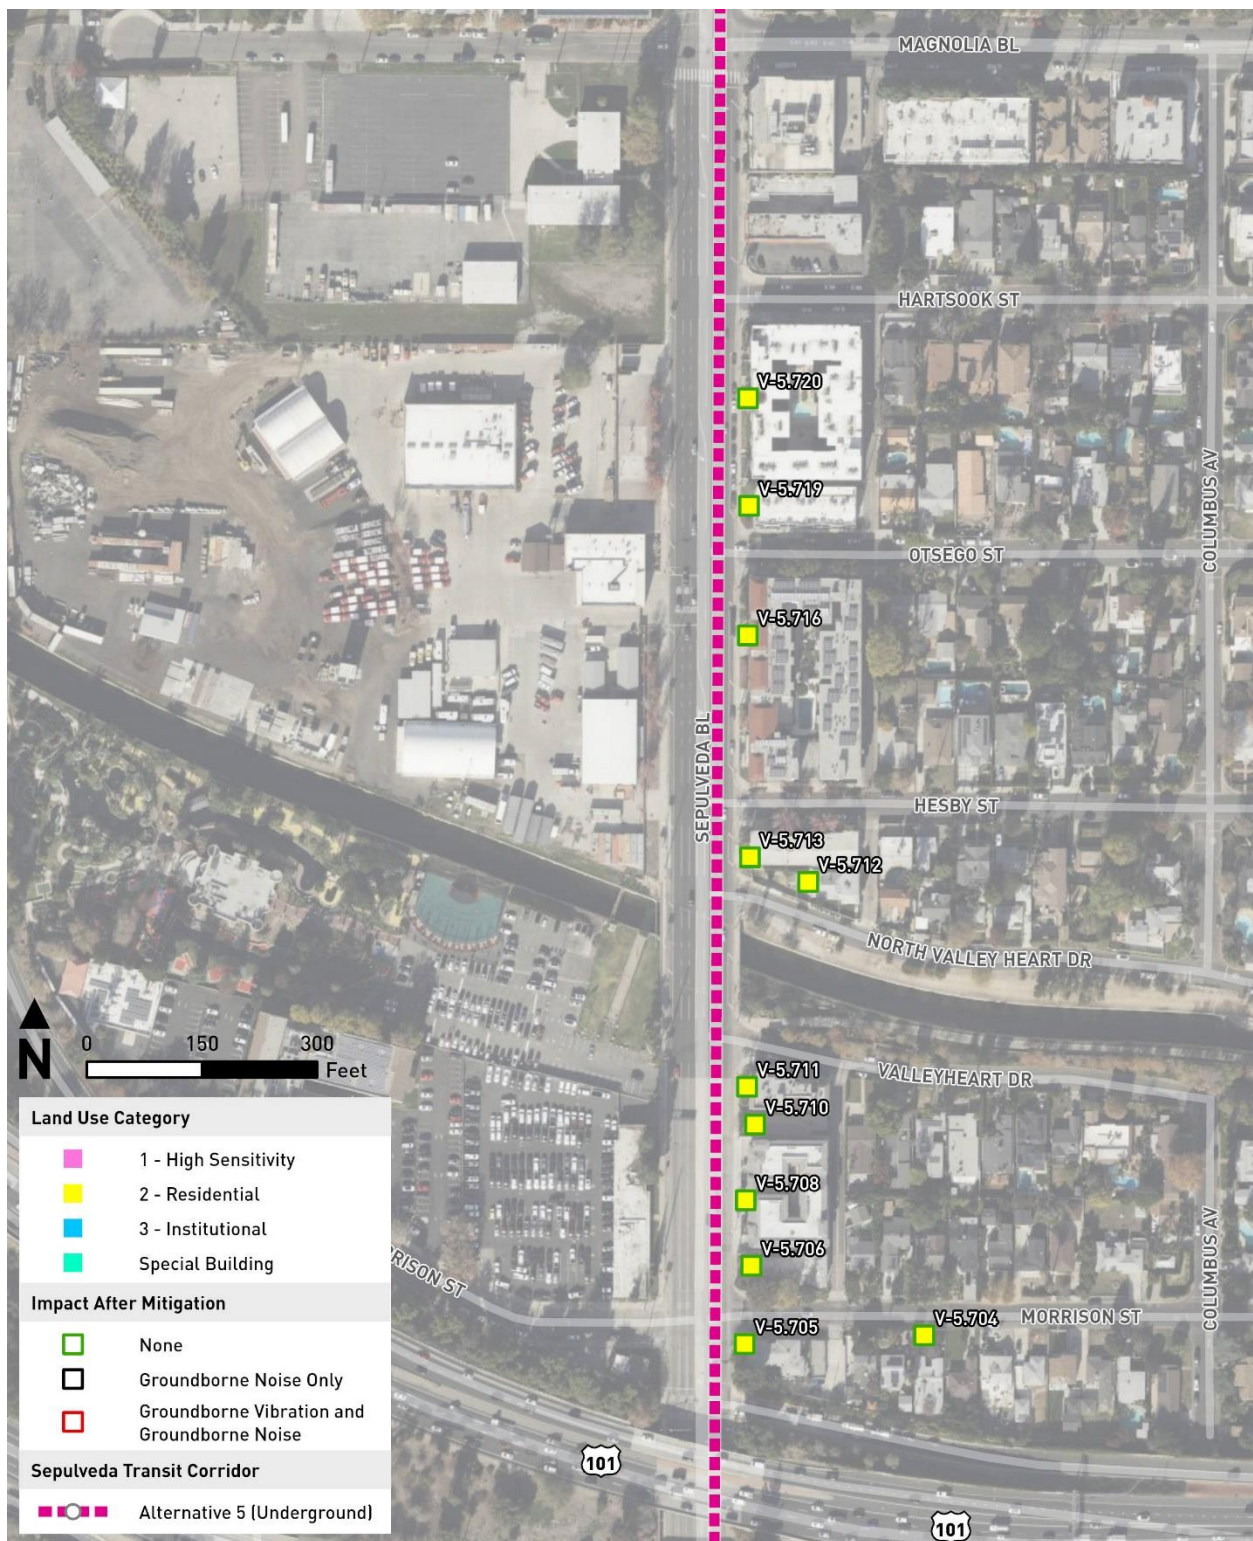 MAGNOLIA BL
HARTSOOK ST
V-5.720
V-5.719
COLUMBUS AV
OTSEGO ST
V-5.716
SEPULVEDA BL
HESBY ST
V-5.713
V-5.712
NORTH VALLEY HEART DR
N
0 150 300
Feet
V-5.711
VALLEYHEART DR
V-5.710
V-5.708
V-5.706
RRISON ST
MORRISON ST
COLUMBUS AV
V-5.705
V-5.704
Land Use Category
1 - High Sensitivity
2 - Residential
3 - Institutional
Special Building
Impact After Mitigation
None
Groundborne Noise Only
Groundborne Vibration and
Groundborne Noise
Sepulveda Transit Corridor
Alternative 5 (Underground)
101
101